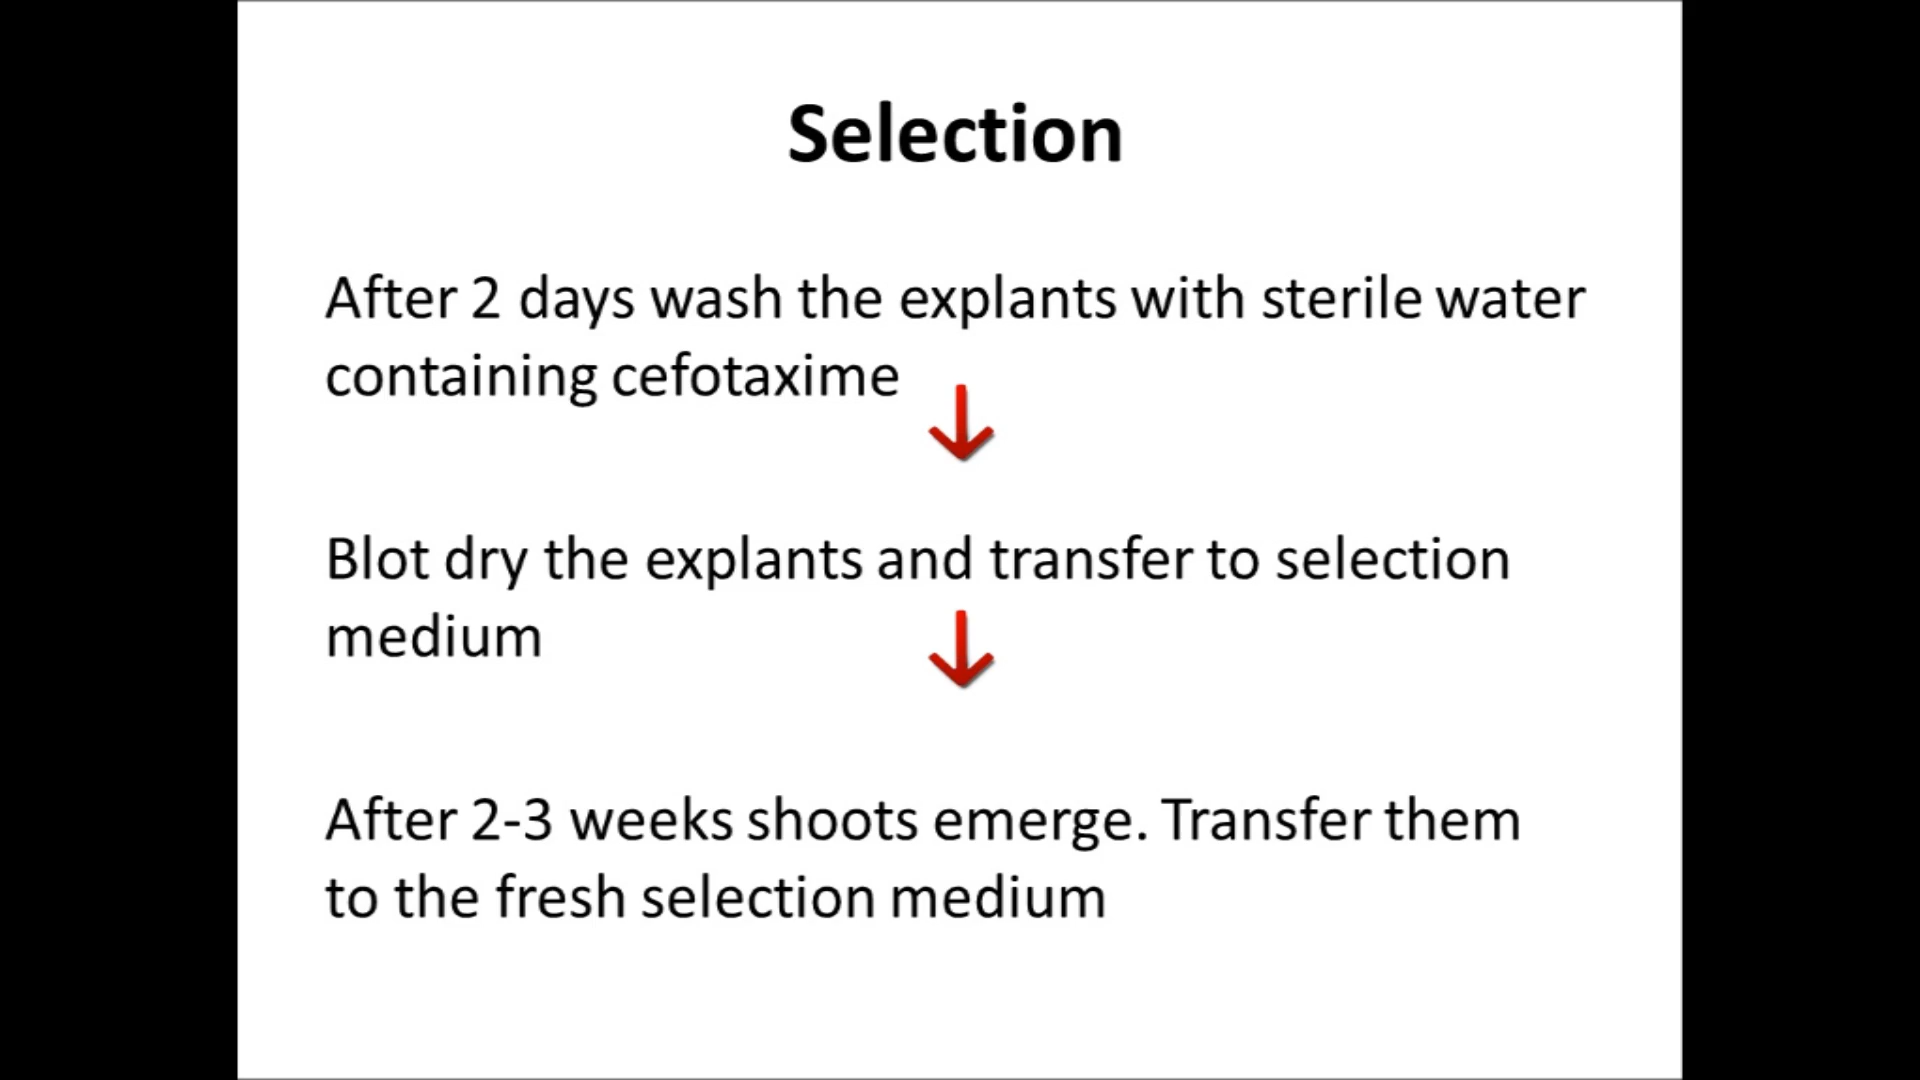 Selection
After 2 days wash the explants with sterile water
containing cefotaxime
Blot dry the explants and transfer to selection
medium
After 2-3 weeks shoots emerge. Transfer them
to the fresh selection medium